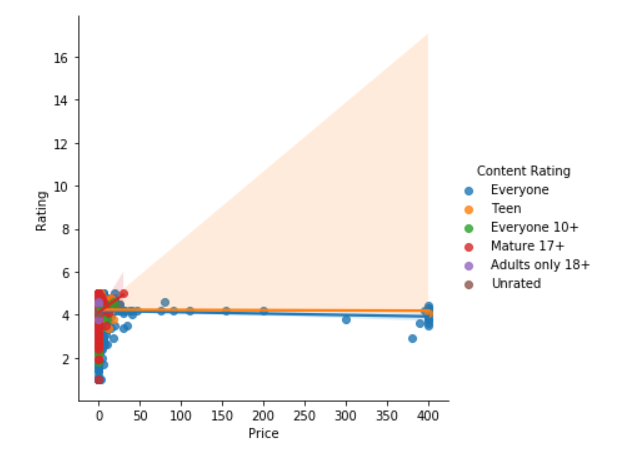 16
14
12
10
8
6
4
2
Rating
0 50 100 150 200 250 300 350 400
Price
Content Rating
Everyone
Teen
Everyone 10+
Mature 17+
Adults only 18+
Unrated